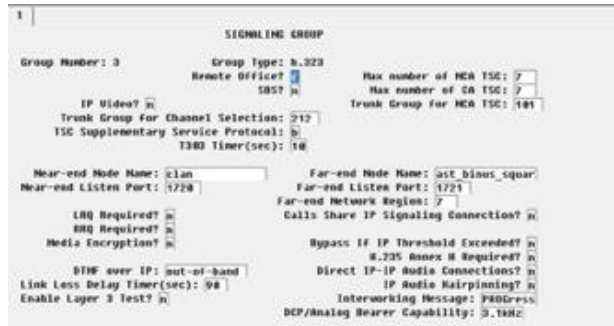 1
SIGNALING GROUP
Group Number: 3 Group Type: h.323
Remote Office? Max number of NCA TSC: 7
SBS? n Max number of CA TSC: 7
IP Video? n Trunk Group for NCA TSC: 101
Trunk Group for Channel Selection: 212
TSC Supplementary Service Protocol: b
T303 Timer(sec): 10
Near-end Node Name: clan Far-end Node Name: ast_binus_squar
Near-end Listen Port: 1720 Far-end Listen Port: 1721
Far-end Network Region: 7
LRQ Required? n Calls Share IP Signaling Connection? n
RRQ Required? n
Media Encryption? n Bypass If IP Threshold Exceeded? n
H.235 Annex H Required? n
DTMF over IP: out-of-band Direct IP-IP Audio Connections? n
Link Loss Delay Timer(sec): 90 IP Audio Hairpinning? n
Enable Layer 3 Test? n Interworking Message: PROGress
DCP/Analog Bearer Capability: 3.1kHz